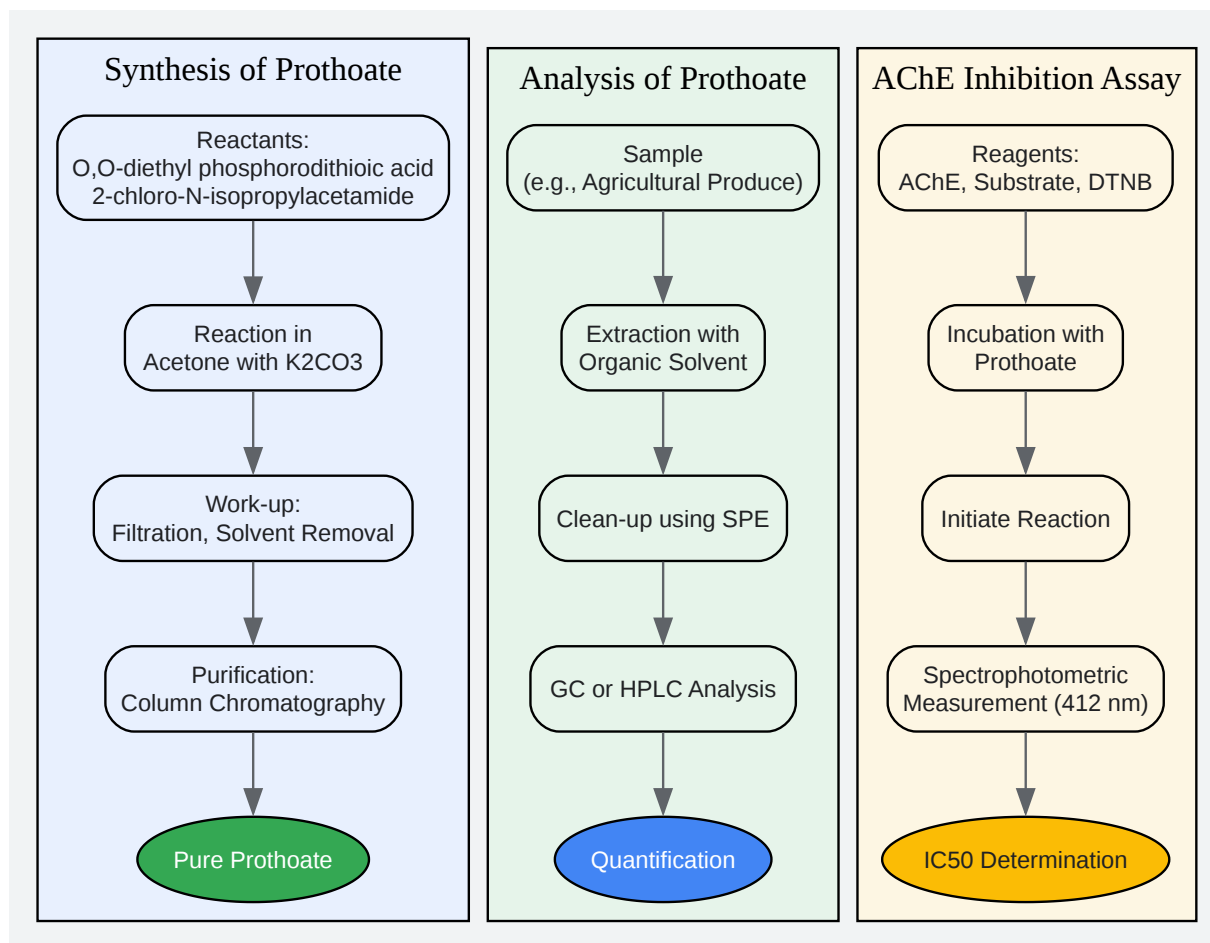 Synthesis of Prothoate
Reactants:
O,O-diethyl phosphorodithioic acid
2-chloro-N-isopropylacetamide
Reaction in
Acetone with K2CO3
Work-up:
Filtration, Solvent Removal
Purification:
Column Chromatography
Pure Prothoate
Analysis of Prothoate
Sample
(e.g., Agricultural Produce)
Extraction with
Organic Solvent
Clean-up using SPE
GC or HPLC Analysis
Quantification
AChE Inhibition Assay
Reagents:
AChE, Substrate, DTNB
Incubation with
Prothoate
Initiate Reaction
Spectrophotometric
Measurement (412 nm)
IC50 Determination